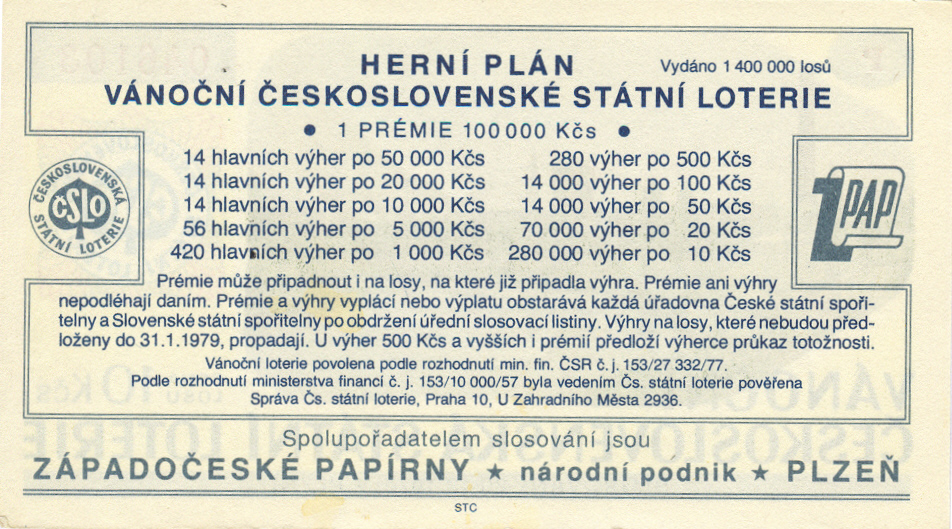 HERNÍ PLÁN Vydáno 1 400 000 losů
VÁNOČNÍ ČESKOSLOVENSKÉ STÁTNÍ LOTERIE
● 1 PRÉMIE 100 000 Kčs ●
14 hlavních výher po 50 000 Kčs 280 výher po 500 Kčs
14 hlavních výher po 20 000 Kčs 14 000 výher po 100 Kčs
14 hlavních výher po 10 000 Kčs 14 000 výher po 50 Kčs
56 hlavních výher po 5 000 Kčs 70 000 výher po 20 Kčs
420 hlavních výher po 1 000 Kčs 280 000 výher po 10 Kčs
ČESKOSLOVENSKÁ
ČSLO
STÁTNÍ LOTERIE
ZPAP
Prémie může připadnout i na losy, na které již připadla výhra. Prémie ani výhry
nepodléhají daním. Prémie a výhry vyplácí nebo výplatu obstarává každá úřadovna České státní spoři-
telny a Slovenské státní spořitelny po obdržení úřední slosovací listiny. Výhry na losy, které nebudou před-
loženy do 31.1.1979, propadají. U výher 500 Kčs a vyšších i prémií předloží výherce průkaz totožnosti.
Vánoční loterie povolena podle rozhodnutí min. fin. ČSR č. j. 153/27 332/77.
Podle rozhodnutí ministerstva financí č. j. 153/10 000/57 byla vedením Čs. státní loterie pověřena
Správa Čs. státní loterie, Praha 10, U Zahradního Města 2936.
Spolupořadatelem slosování jsou
ZÁPADOČESKÉ PAPÍRNY ★ národní podnik ★ PLZEŇ
STC